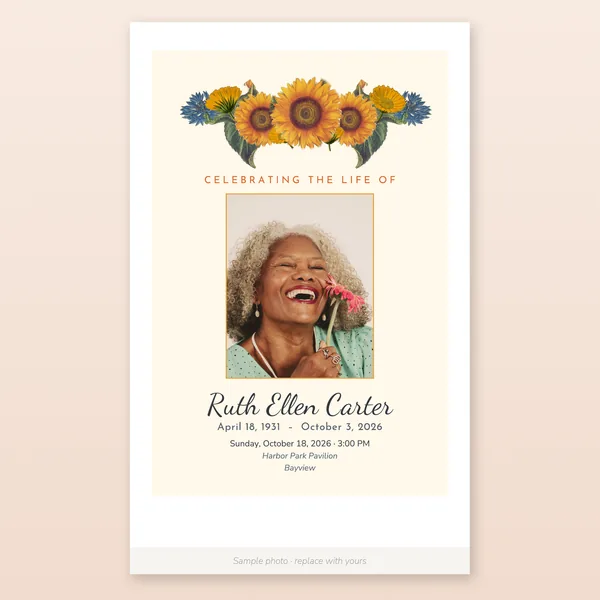 CELEBRATING THE LIFE OF
Ruth Ellen Carter
April 18, 1931 – October 3, 2026
Sunday, October 18, 2026 · 3:00 PM
Harbor Park Pavilion
Bayview
Sample photo · replace with yours